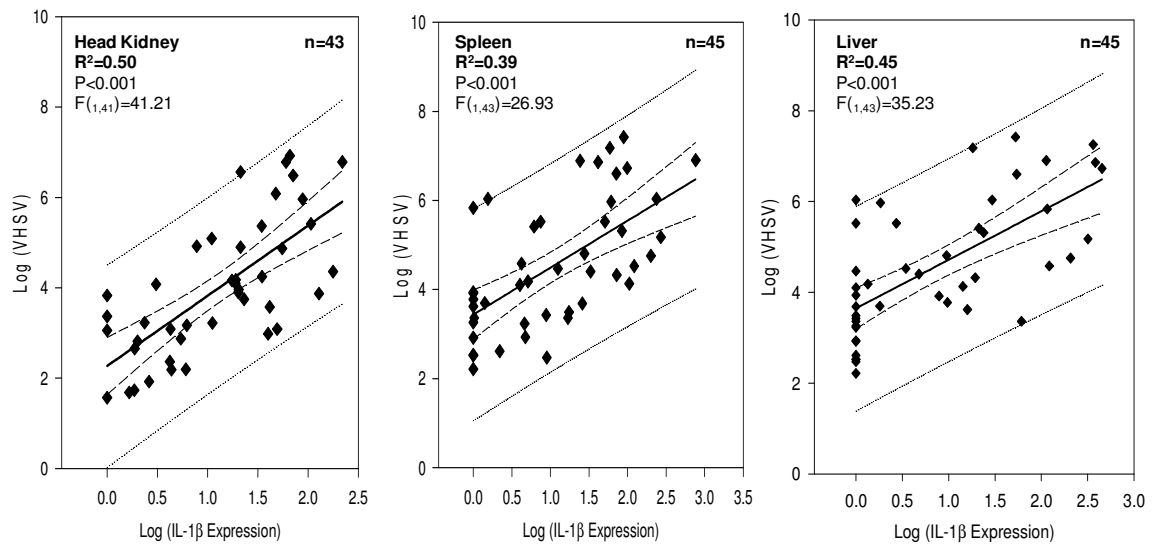 Head Kidney n=43
R²=0.50
P<0.001
F(₁,₄₁)=41.21
Log (VHSV)
10
8
6
4
2
0
0.0 0.5 1.0 1.5 2.0 2.5
Log (IL-1β Expression)
Spleen n=45
R²=0.39
P<0.001
F(₁,₄₃)=26.93
Log (VHSV)
10
8
6
4
2
0
0.0 0.5 1.0 1.5 2.0 2.5 3.0 3.5
Log (IL-1β Expression)
Liver n=45
R²=0.45
P<0.001
F(₁,₄₃)=35.23
Log (VHSV)
10
8
6
4
2
0
0.0 0.5 1.0 1.5 2.0 2.5 3.0
Log (IL-1β Expression)